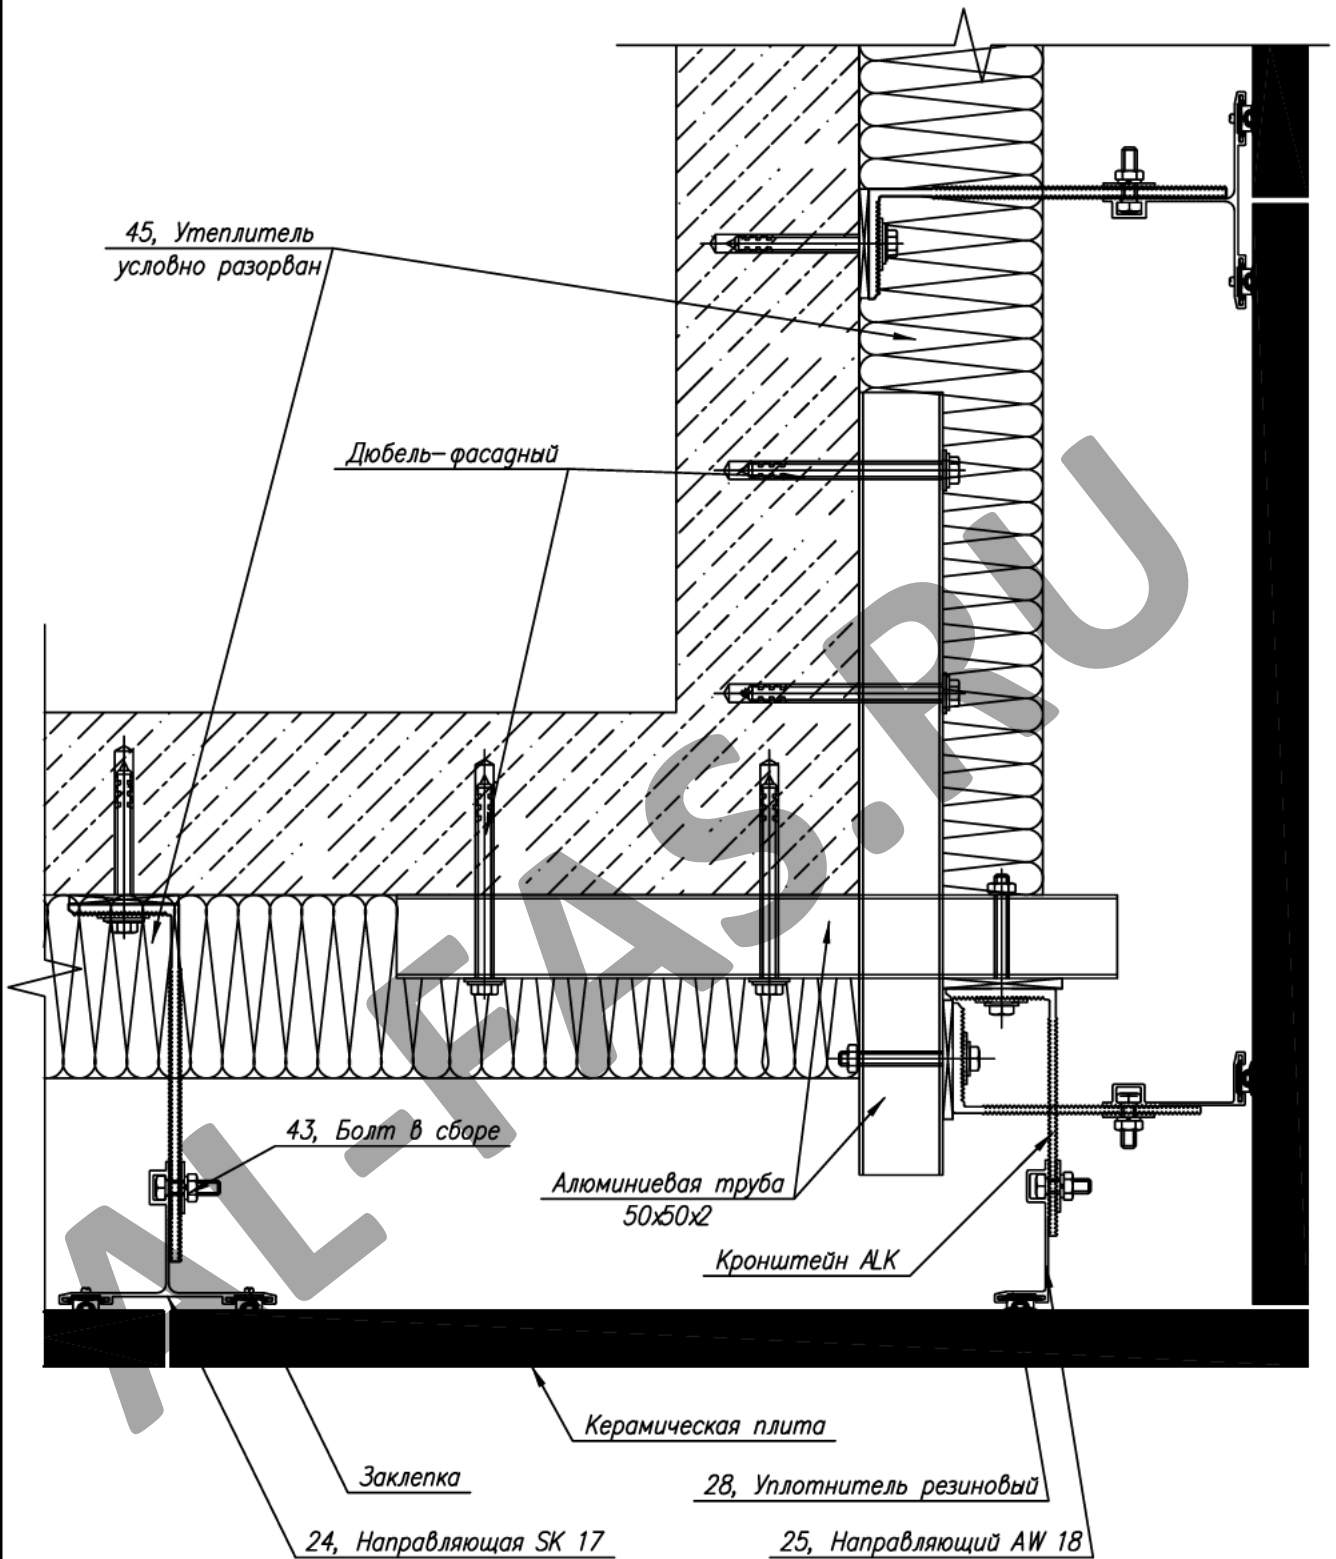 45, Утеплитель
условно разорван
Дюбель-фасадный
43, Болт в сборе
Алюминиевая труба
50х50х2
Кронштейн ALK
Керамическая плита
Заклепка
28, Уплотнитель резиновый
24, Направляющая SK 17
25, Направляющий AW 18
AL-FAS.RU